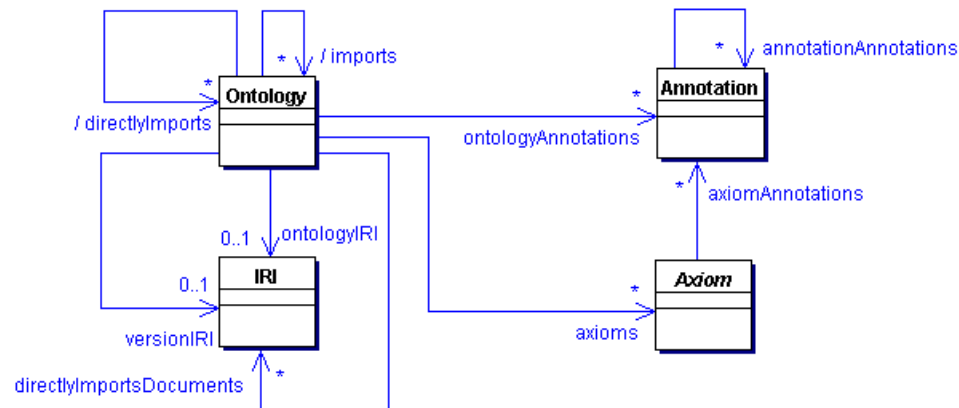 * / imports
* annotationAnnotations
*
Ontology
Annotation
/ directlyImports
*
ontologyAnnotations
* axiomAnnotations
0..1 ontologyIRI
IRI
Axiom
0..1
*
versionIRI
axioms
directlyImportsDocuments *